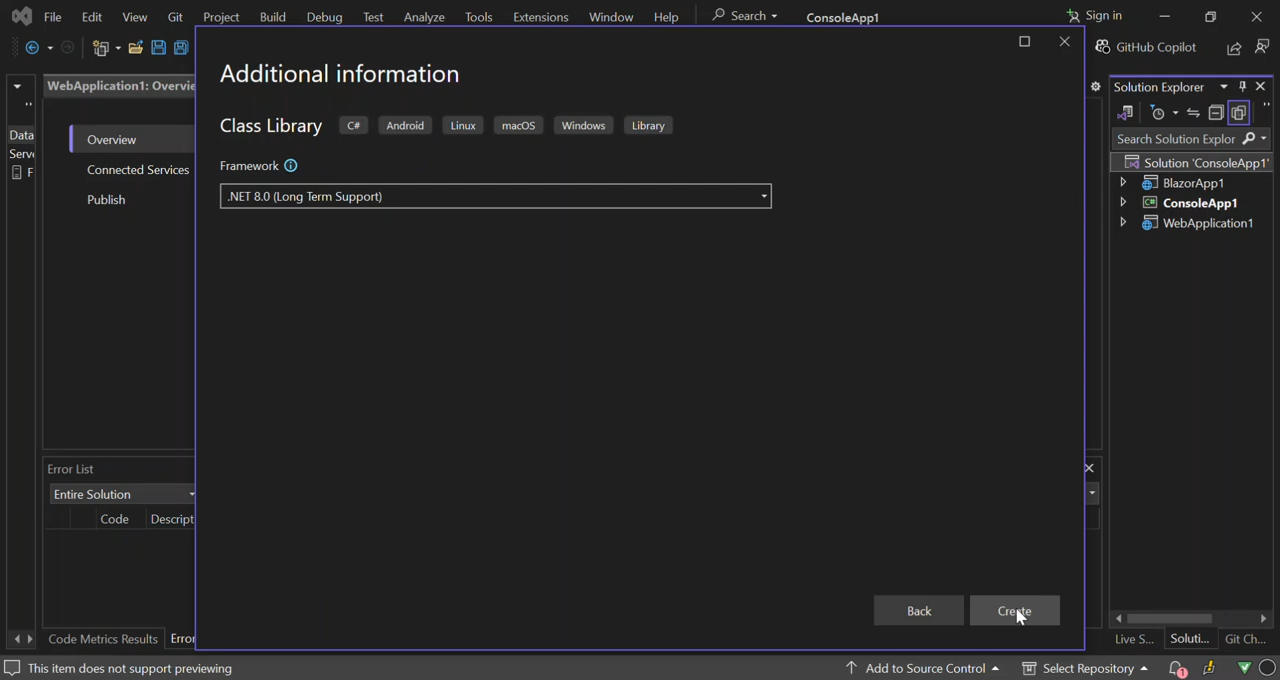 File Edit View Git Project Build Debug Test Analyze Tools Extensions Window Help Search ConsoleApp1 Sign in
GitHub Copilot
WebApplication1: Overvie
Additional information
Solution Explorer
Class Library C# Android Linux macOS Windows Library
Data
Overview
Search Solution Explor
Serve
Framework
Solution 'ConsoleApp1'
Connected Services
F
BlazorApp1
.NET 8.0 (Long Term Support)
Publish
C# ConsoleApp1
WebApplication1
Error List
Entire Solution
Code Descript
Back Create
Code Metrics Results Error
Live S... Soluti... Git Ch...
This item does not support previewing
Add to Source Control Select Repository 1